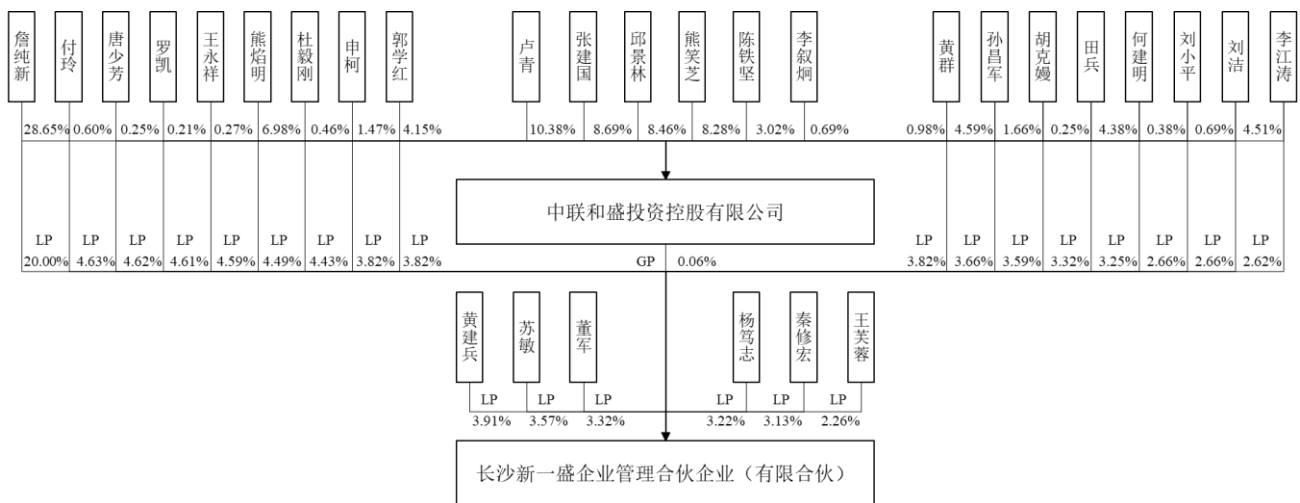 詹纯新
付玲
唐少芳
罗凯
王永祥
熊焰明
杜毅刚
申柯
郭学红
卢青
张建国
邱景林
熊笑芝
陈铁坚
李叙炯
黄群
孙昌军
胡克嫚
田兵
何建明
刘小平
刘洁
李江涛
28.65% 0.60% 0.25% 0.21% 0.27% 6.98% 0.46% 1.47% 4.15% 10.38% 8.69% 8.46% 8.28% 3.02% 0.69% 0.98% 4.59% 1.66% 0.25% 4.38% 0.38% 0.69% 4.51%
中联和盛投资控股有限公司
LP LP LP LP LP LP LP LP LP LP LP LP LP LP LP LP LP
20.00% 4.63% 4.62% 4.61% 4.59% 4.49% 4.43% 3.82% 3.82% GP 0.06% 3.82% 3.66% 3.59% 3.32% 3.25% 2.66% 2.66% 2.62%
黄建兵
苏敏
董军
杨笃志
秦修宏
王芙蓉
LP LP LP LP LP LP
3.91% 3.57% 3.32% 3.22% 3.13% 2.26%
长沙新一盛企业管理合伙企业（有限合伙）